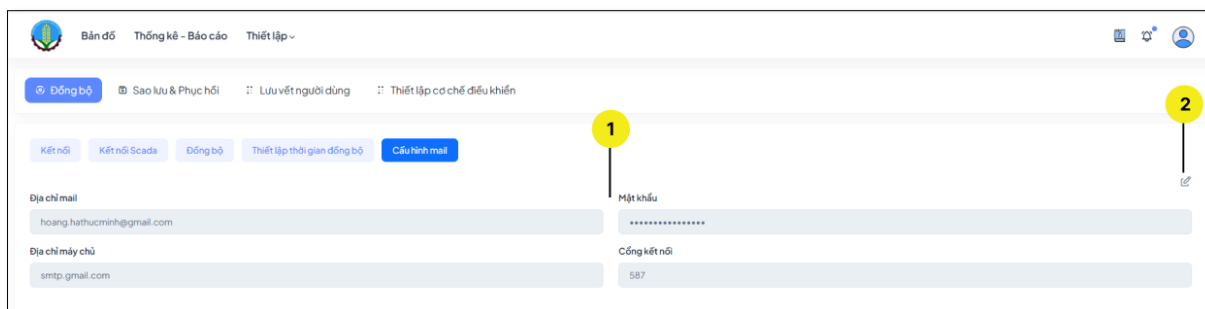 Bản đồ Thống kê - Báo cáo Thiết lập
Đồng bộ Sao lưu & Phục hồi Lưu vết người dùng Thiết lập cơ chế điều khiển
2
1
Kết nối Kết nối Scada Đồng bộ Thiết lập thời gian đồng bộ Cấu hình mail
Địa chỉ mail Mật khẩu
hoang.hathucminh@gmail.com ••••••••••••••••
Địa chỉ máy chủ Cổng kết nối
smtp.gmail.com 587